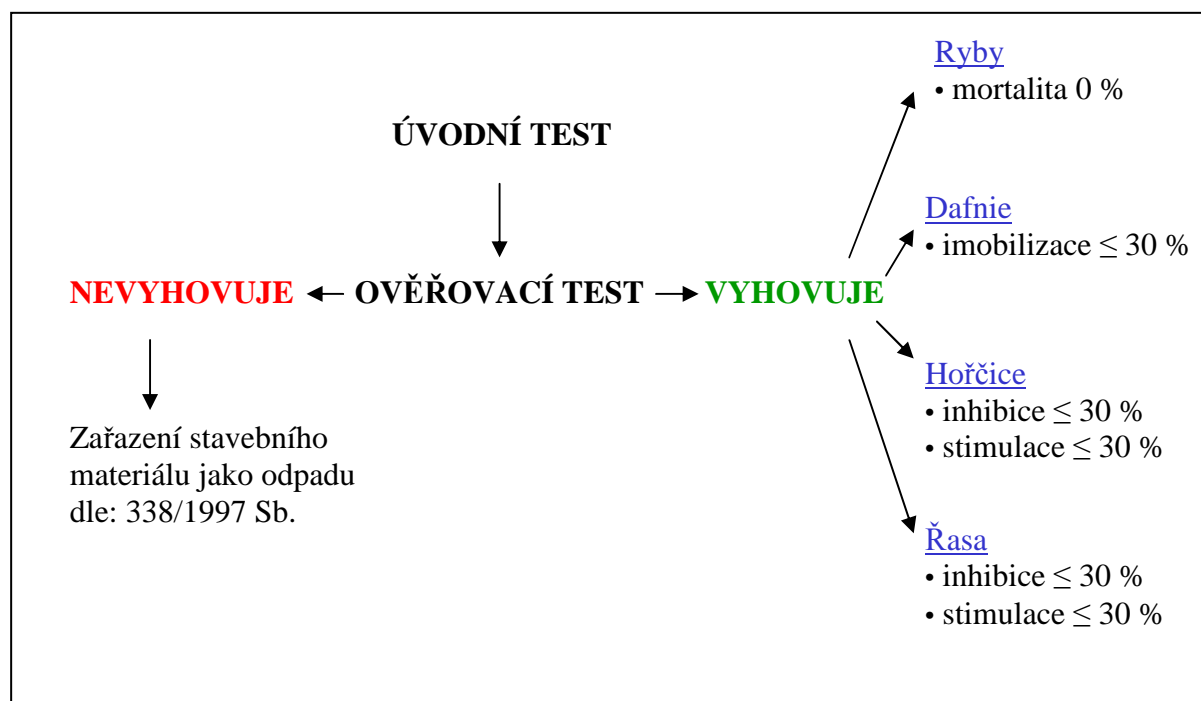 ÚVODNÍ TEST
NEVYHOVUJE
OVĚŘOVACÍ TEST
VYHOVUJE
Zařazení stavebního
materiálu jako odpadu
dle: 338/1997 Sb.
Ryby
• mortalita 0 %
Dafnie
• imobilizace ≤ 30 %
Hořčice
• inhibice ≤ 30 %
• stimulace ≤ 30 %
Řasa
• inhibice ≤ 30 %
• stimulace ≤ 30 %